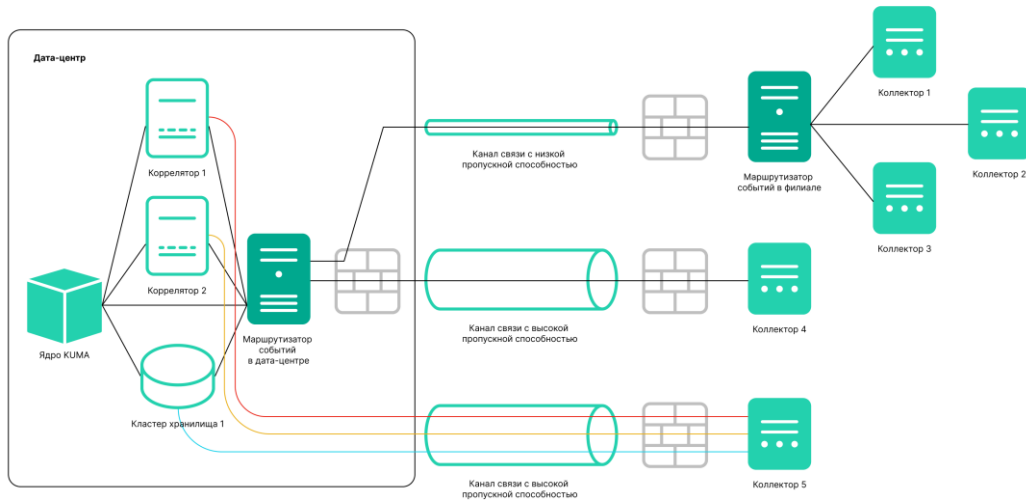 Дата-центр
Коррелятор 1
Коррелятор 2
Ядро KUMA
Кластер хранилища 1
Маршрутизатор
событий
в дата-центре
Канал связи с низкой
пропускной способностью
Канал связи с высокой
пропускной способностью
Канал связи с высокой
пропускной способностью
Маршрутизатор
событий в филиале
Коллектор 1
Коллектор 2
Коллектор 3
Коллектор 4
Коллектор 5